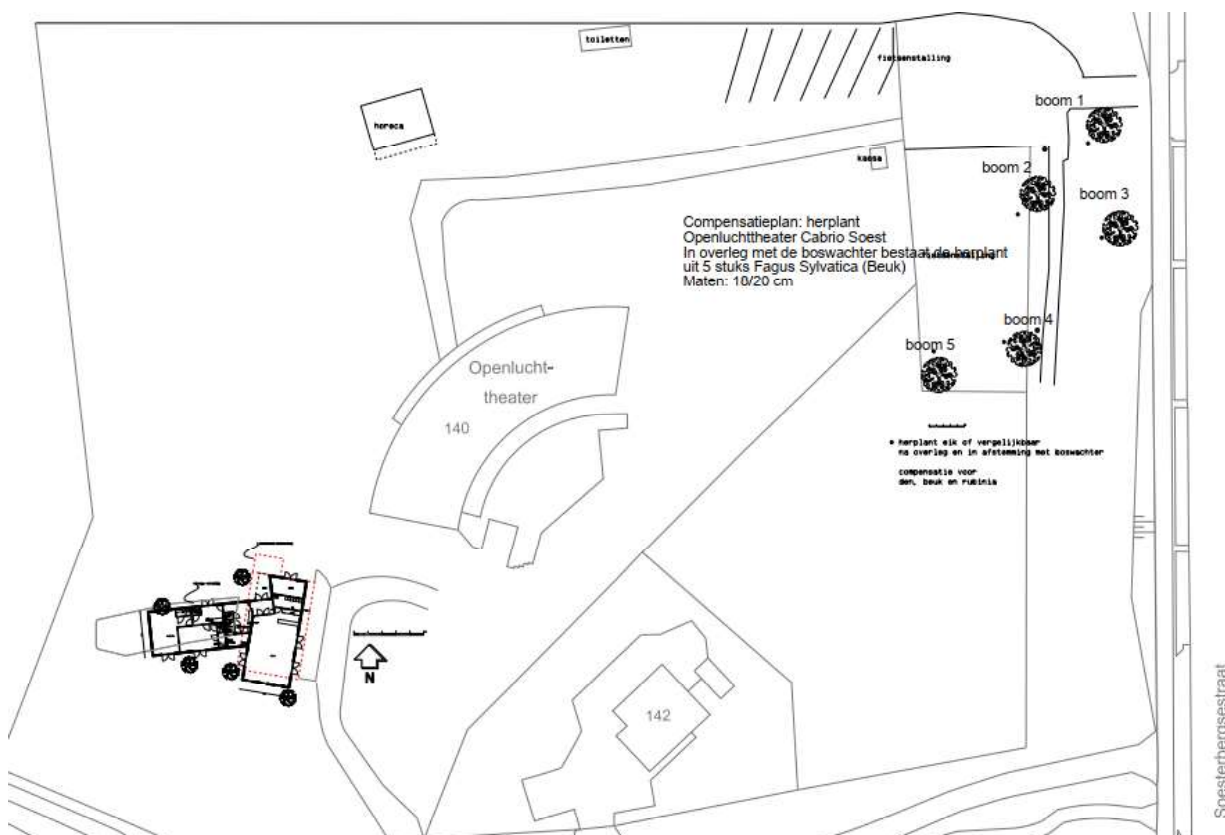 toiletten
fietsenstalling
boom 1
horeca
kassa
boom 2
boom 3
Compensatieplan: herplant
Openluchttheater Cabrio Soest
In overleg met de boswachter bestaat de herplant
uit 5 stuks Fagus Sylvatica (Beuk)
Maten: 18/20 cm
fietsenstalling
boom 4
boom 5
Openlucht-
theater
140
herplant eik of vergelijkbaar
na overleg en in afstemming met boswachter
compensatie voor
den, beuk en rubinia
N
142
Soesterbergsestraat